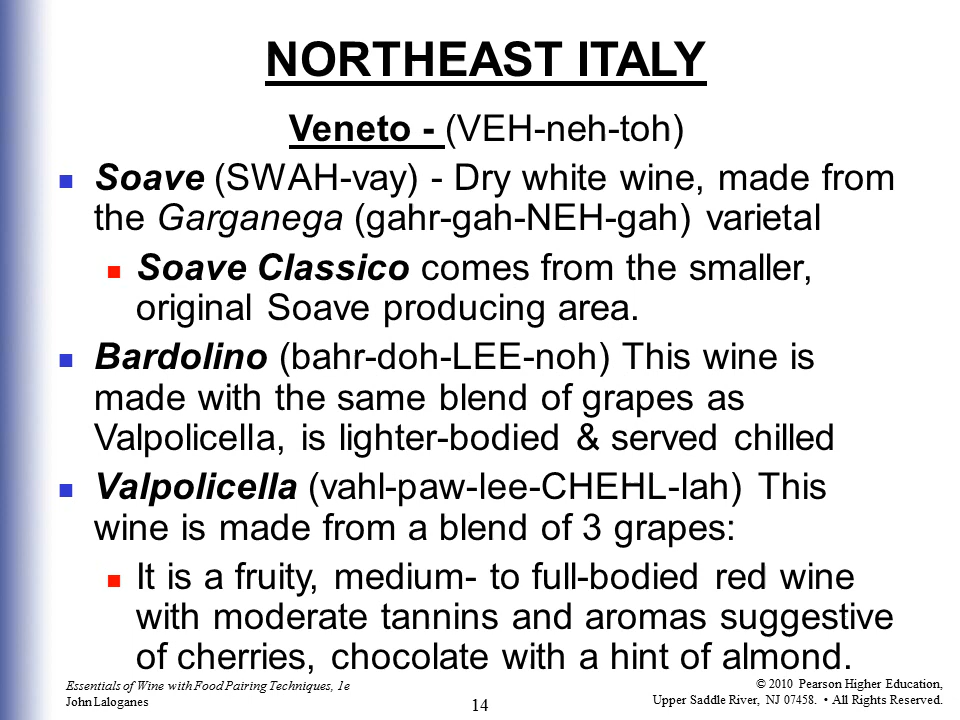 NORTHEAST ITALY
Veneto - (VEH-neh-toh)
Soave (SWAH-vay) - Dry white wine, made from
the Garganega (gahr-gah-NEH-gah) varietal
Soave Classico comes from the smaller,
original Soave producing area.
Bardolino (bahr-doh-LEE-noh) This wine is
made with the same blend of grapes as
Valpolicella, is lighter-bodied & served chilled
Valpolicella (vahl-paw-lee-CHEHL-lah) This
wine is made from a blend of 3 grapes:
It is a fruity, medium- to full-bodied red wine
with moderate tannins and aromas suggestive
of cherries, chocolate with a hint of almond.
Essentials of Wine with Food Pairing Techniques, 1e
John Laloganes
14
© 2010 Pearson Higher Education,
Upper Saddle River, NJ 07458. • All Rights Reserved.